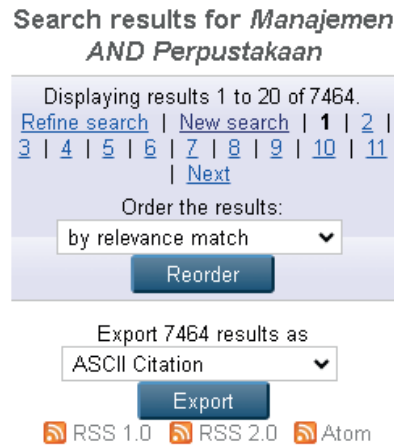 Search results for Manajemen
AND Perpustakaan
Displaying results 1 to 20 of 7464.
Refine search | New search | 1 | 2 |
3 | 4 | 5 | 6 | 7 | 8 | 9 | 10 | 11
| Next
Order the results:
by relevance match
Reorder
Export 7464 results as
ASCII Citation
Export
RSS 1.0 RSS 2.0 Atom